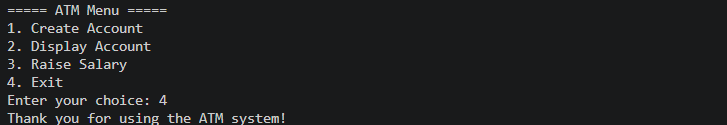 ===== ATM Menu =====
1. Create Account
2. Display Account
3. Raise Salary
4. Exit
Enter your choice: 4
Thank you for using the ATM system!